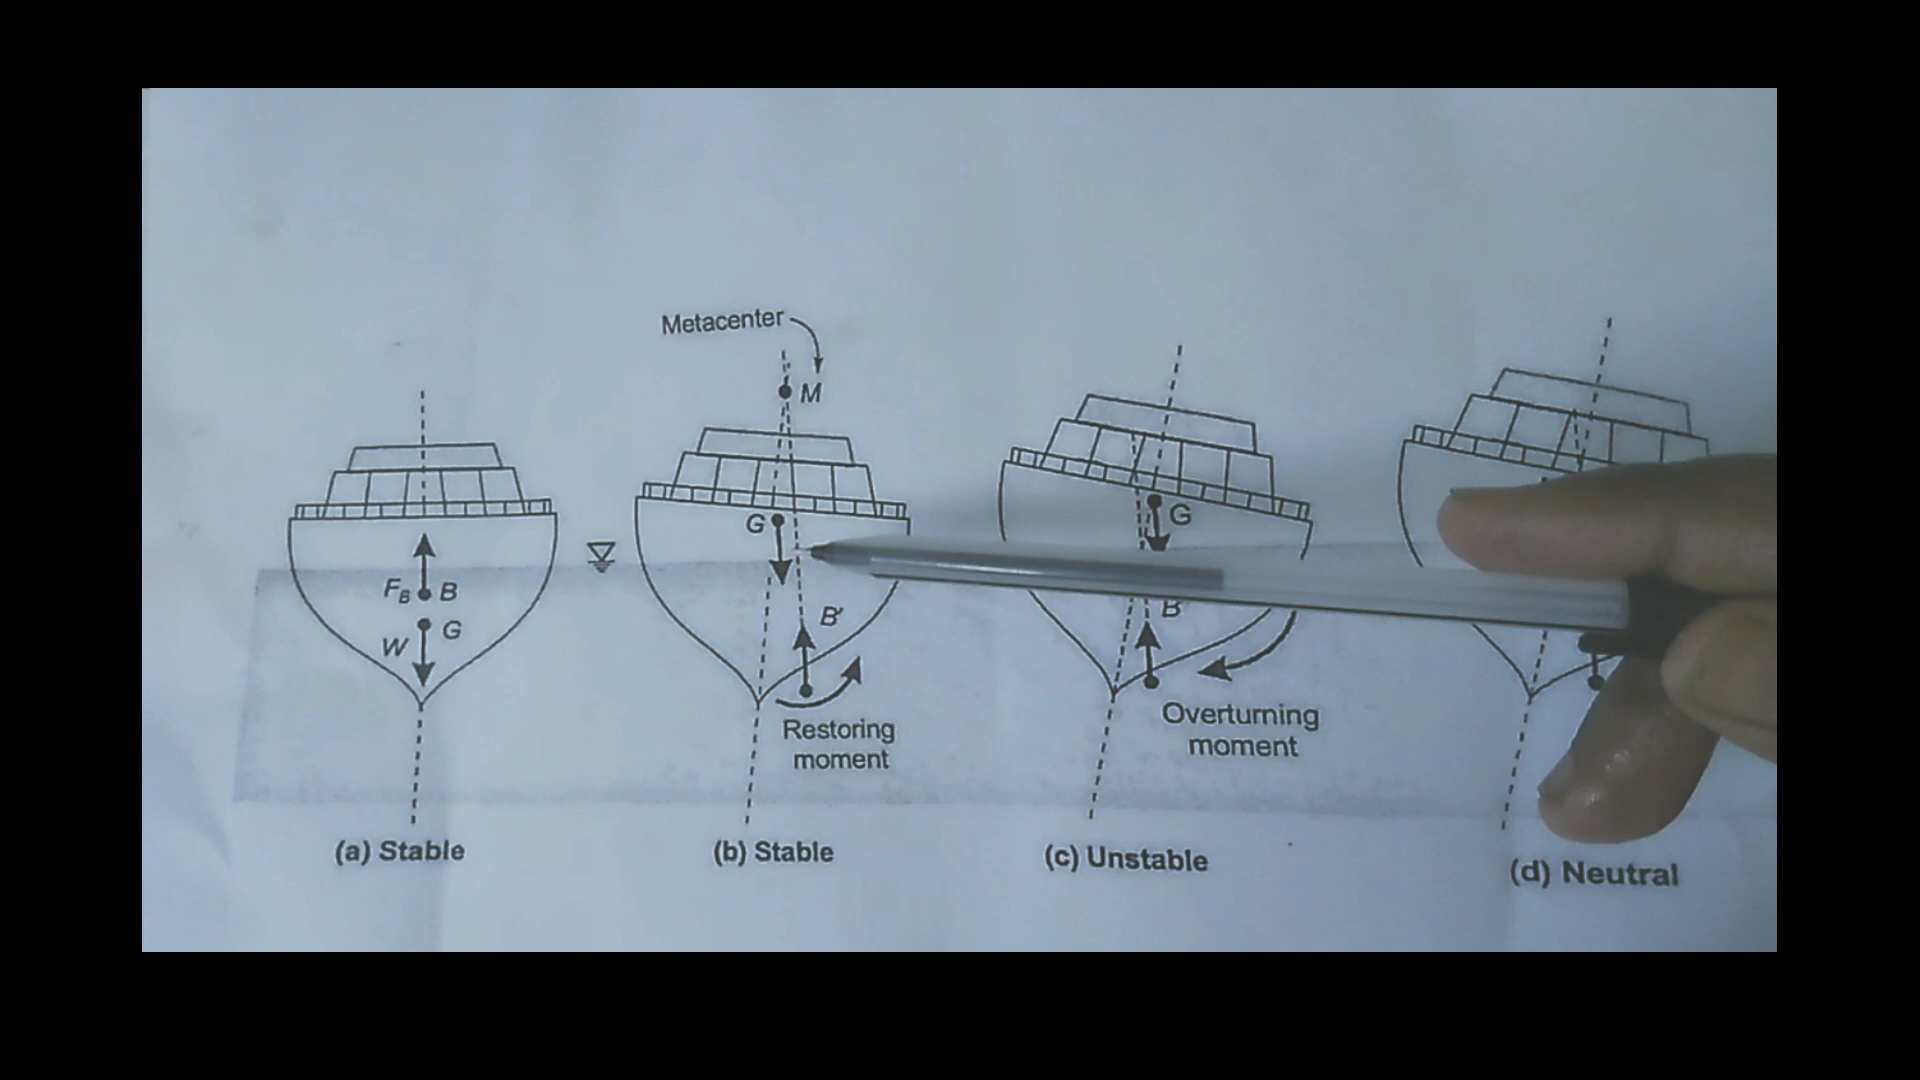 Metacenter
M
G
G
F_B B
B'
B
W G
Restoring
moment
Overturning
moment
(a) Stable
(b) Stable
(c) Unstable
(d) Neutral